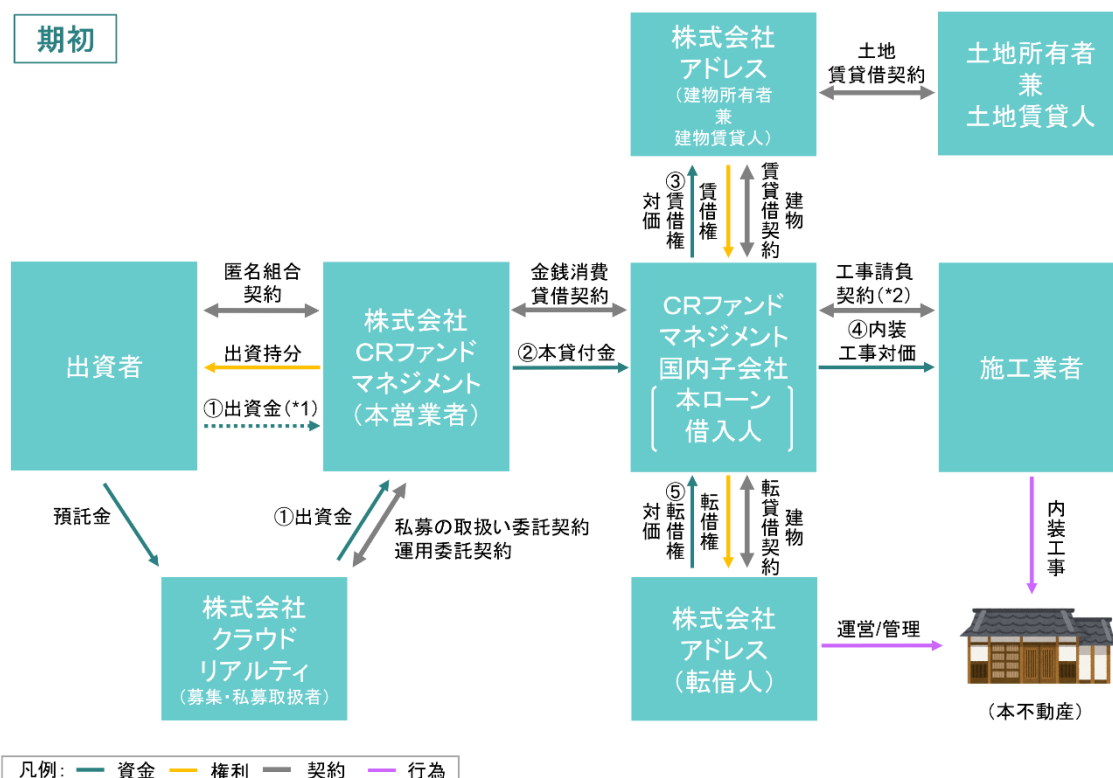 期初
株式会社
アドレス
(建物所有者
兼
建物賃貸人)
土地
賃貸借契約
土地所有者
兼
土地賃貸人
③賃借権
対価
賃借権
建物
賃貸借契約
出資者
匿名組合
契約
出資持分
①出資金(*1)
株式会社
CRファンド
マネジメント
(本営業者)
金銭消費
貸借契約
②本貸付金
CRファンド
マネジメント
国内子会社
本ローン
借入人
工事請負
契約(*2)
④内装
工事対価
施工業者
預託金
①出資金
私募の取扱い委託契約
運用委託契約
⑤転借権
対価
転借権
建物
転貸借契約
内装工事
株式会社
クラウド
リアルティ
(募集・私募取扱者)
株式会社
アドレス
(転借人)
運営/管理
(本不動産)
凡例: 資金 権利 契約 行為